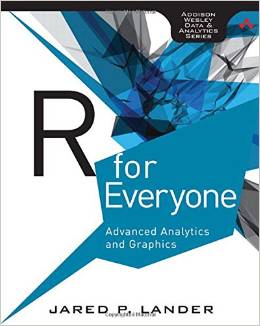 ADDISON
WESLEY
DATA &
ANALYTICS
SERIES
R for
Everyone
Advanced Analytics
and Graphics
JARED P. LANDER